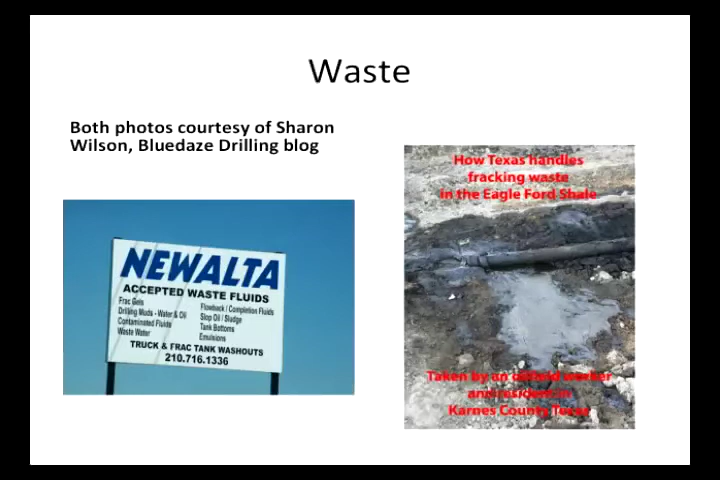 Waste
Both photos courtesy of Sharon
Wilson, Bluedaze Drilling blog
NEWALTA
ACCEPTED WASTE FLUIDS
Frac Gels
Drilling Muds - Water & Oil
Contaminated Fluids
Waste Water
Flowback / Completion Fluids
Slop Oil / Sludge
Tank Bottoms
Emulsions
TRUCK & FRAC TANK WASHOUTS
210.716.1336
How Texas handles
fracking waste
in the Eagle Ford Shale
Taken by an oilfield worker
and resident in
Karnes County Texas